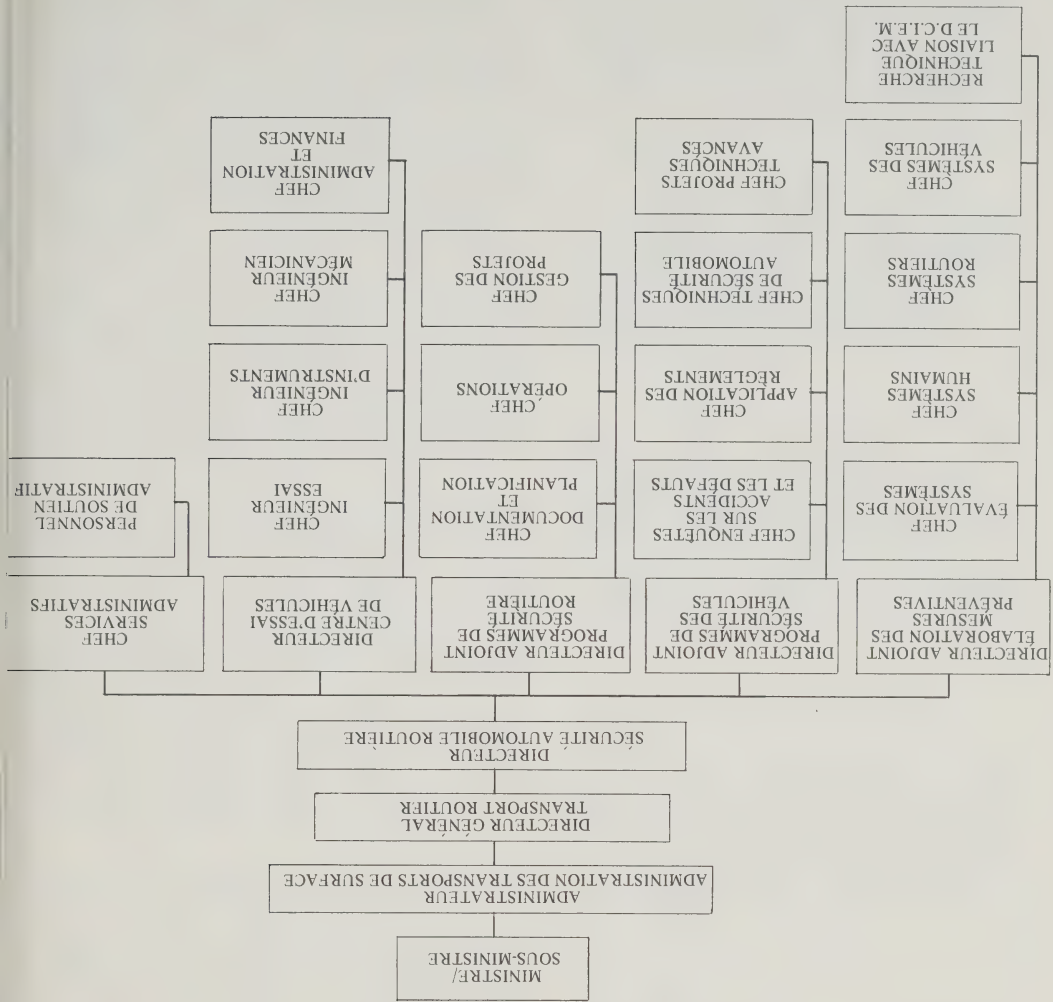 MINISTRE/
SOUS-MINISTRE
ADMINISTRATEUR
ADMINISTRATION DES TRANSPORTS DE SURFACE
DIRECTEUR GÉNÉRAL
TRANSPORT ROUTIER
DIRECTEUR
SÉCURITÉ AUTOMOBILE ROUTIÈRE
DIRECTEUR ADJOINT
ÉLABORATION DES
MESURES
PRÉVENTIVES
CHEF
ÉVALUATION DES
SYSTÈMES
CHEF
SYSTÈMES
HUMAINS
CHEF
SYSTÈMES
ROUTIERS
CHEF
SYSTÈMES DES
VÉHICULES
RECHERCHE
TECHNIQUE
LIAISON AVEC
LE D.C.I.E.M.
DIRECTEUR ADJOINT
PROGRAMMES DE
SÉCURITÉ DES
VÉHICULES
CHEF ENQUÊTES
SUR LES
ACCIDENTS
ET LES DÉFAUTS
CHEF
APPLICATION DES
RÈGLEMENTS
CHEF TECHNIQUES
DE SÉCURITÉ
AUTOMOBILE
CHEF PROJETS
TECHNIQUES
AVANCÉS
DIRECTEUR ADJOINT
PROGRAMMES DE
SÉCURITÉ
ROUTIÈRE
CHEF
DOCUMENTATION
ET
PLANIFICATION
CHEF
OPÉRATIONS
CHEF
GESTION DES
PROJETS
DIRECTEUR
CENTRE D'ESSAI
DE VÉHICULES
CHEF
INGÉNIEUR
ESSAI
CHEF
INGÉNIEUR
D'INSTRUMENTS
CHEF
INGÉNIEUR
MÉCANICIEN
CHEF
ADMINISTRATION
ET
FINANCES
CHEF
SERVICES
ADMINISTRATIFS
PERSONNEL
DE SOUTIEN
ADMINISTRATIF